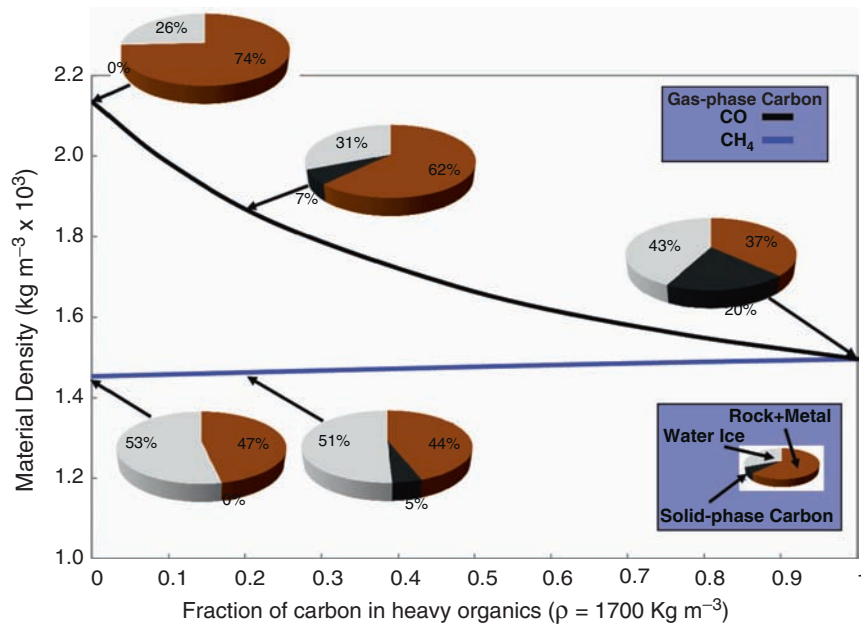 26%
74%
0%
2.2
2.0
1.8
1.6
1.4
1.2
1.0
Material Density (kg m⁻³ x 10³)
31%
62%
7%
Gas-phase Carbon
CO
CH₄
43%
37%
20%
53%
47%
0%
51%
44%
5%
Rock+Metal
Water Ice
Solid-phase Carbon
0 0.1 0.2 0.3 0.4 0.5 0.6 0.7 0.8 0.9 1
Fraction of carbon in heavy organics (ρ = 1700 Kg m⁻³)